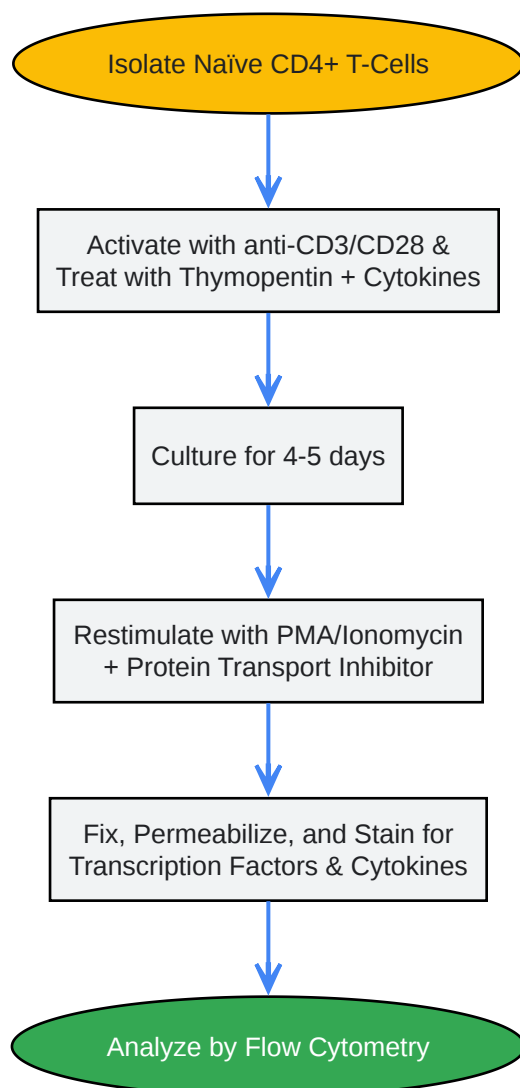 Isolate Naïve CD4+ T-Cells
Activate with anti-CD3/CD28 &
Treat with Thymopentin + Cytokines
Culture for 4-5 days
Restimulate with PMA/Ionomycin
+ Protein Transport Inhibitor
Fix, Permeabilize, and Stain for
Transcription Factors & Cytokines
Analyze by Flow Cytometry